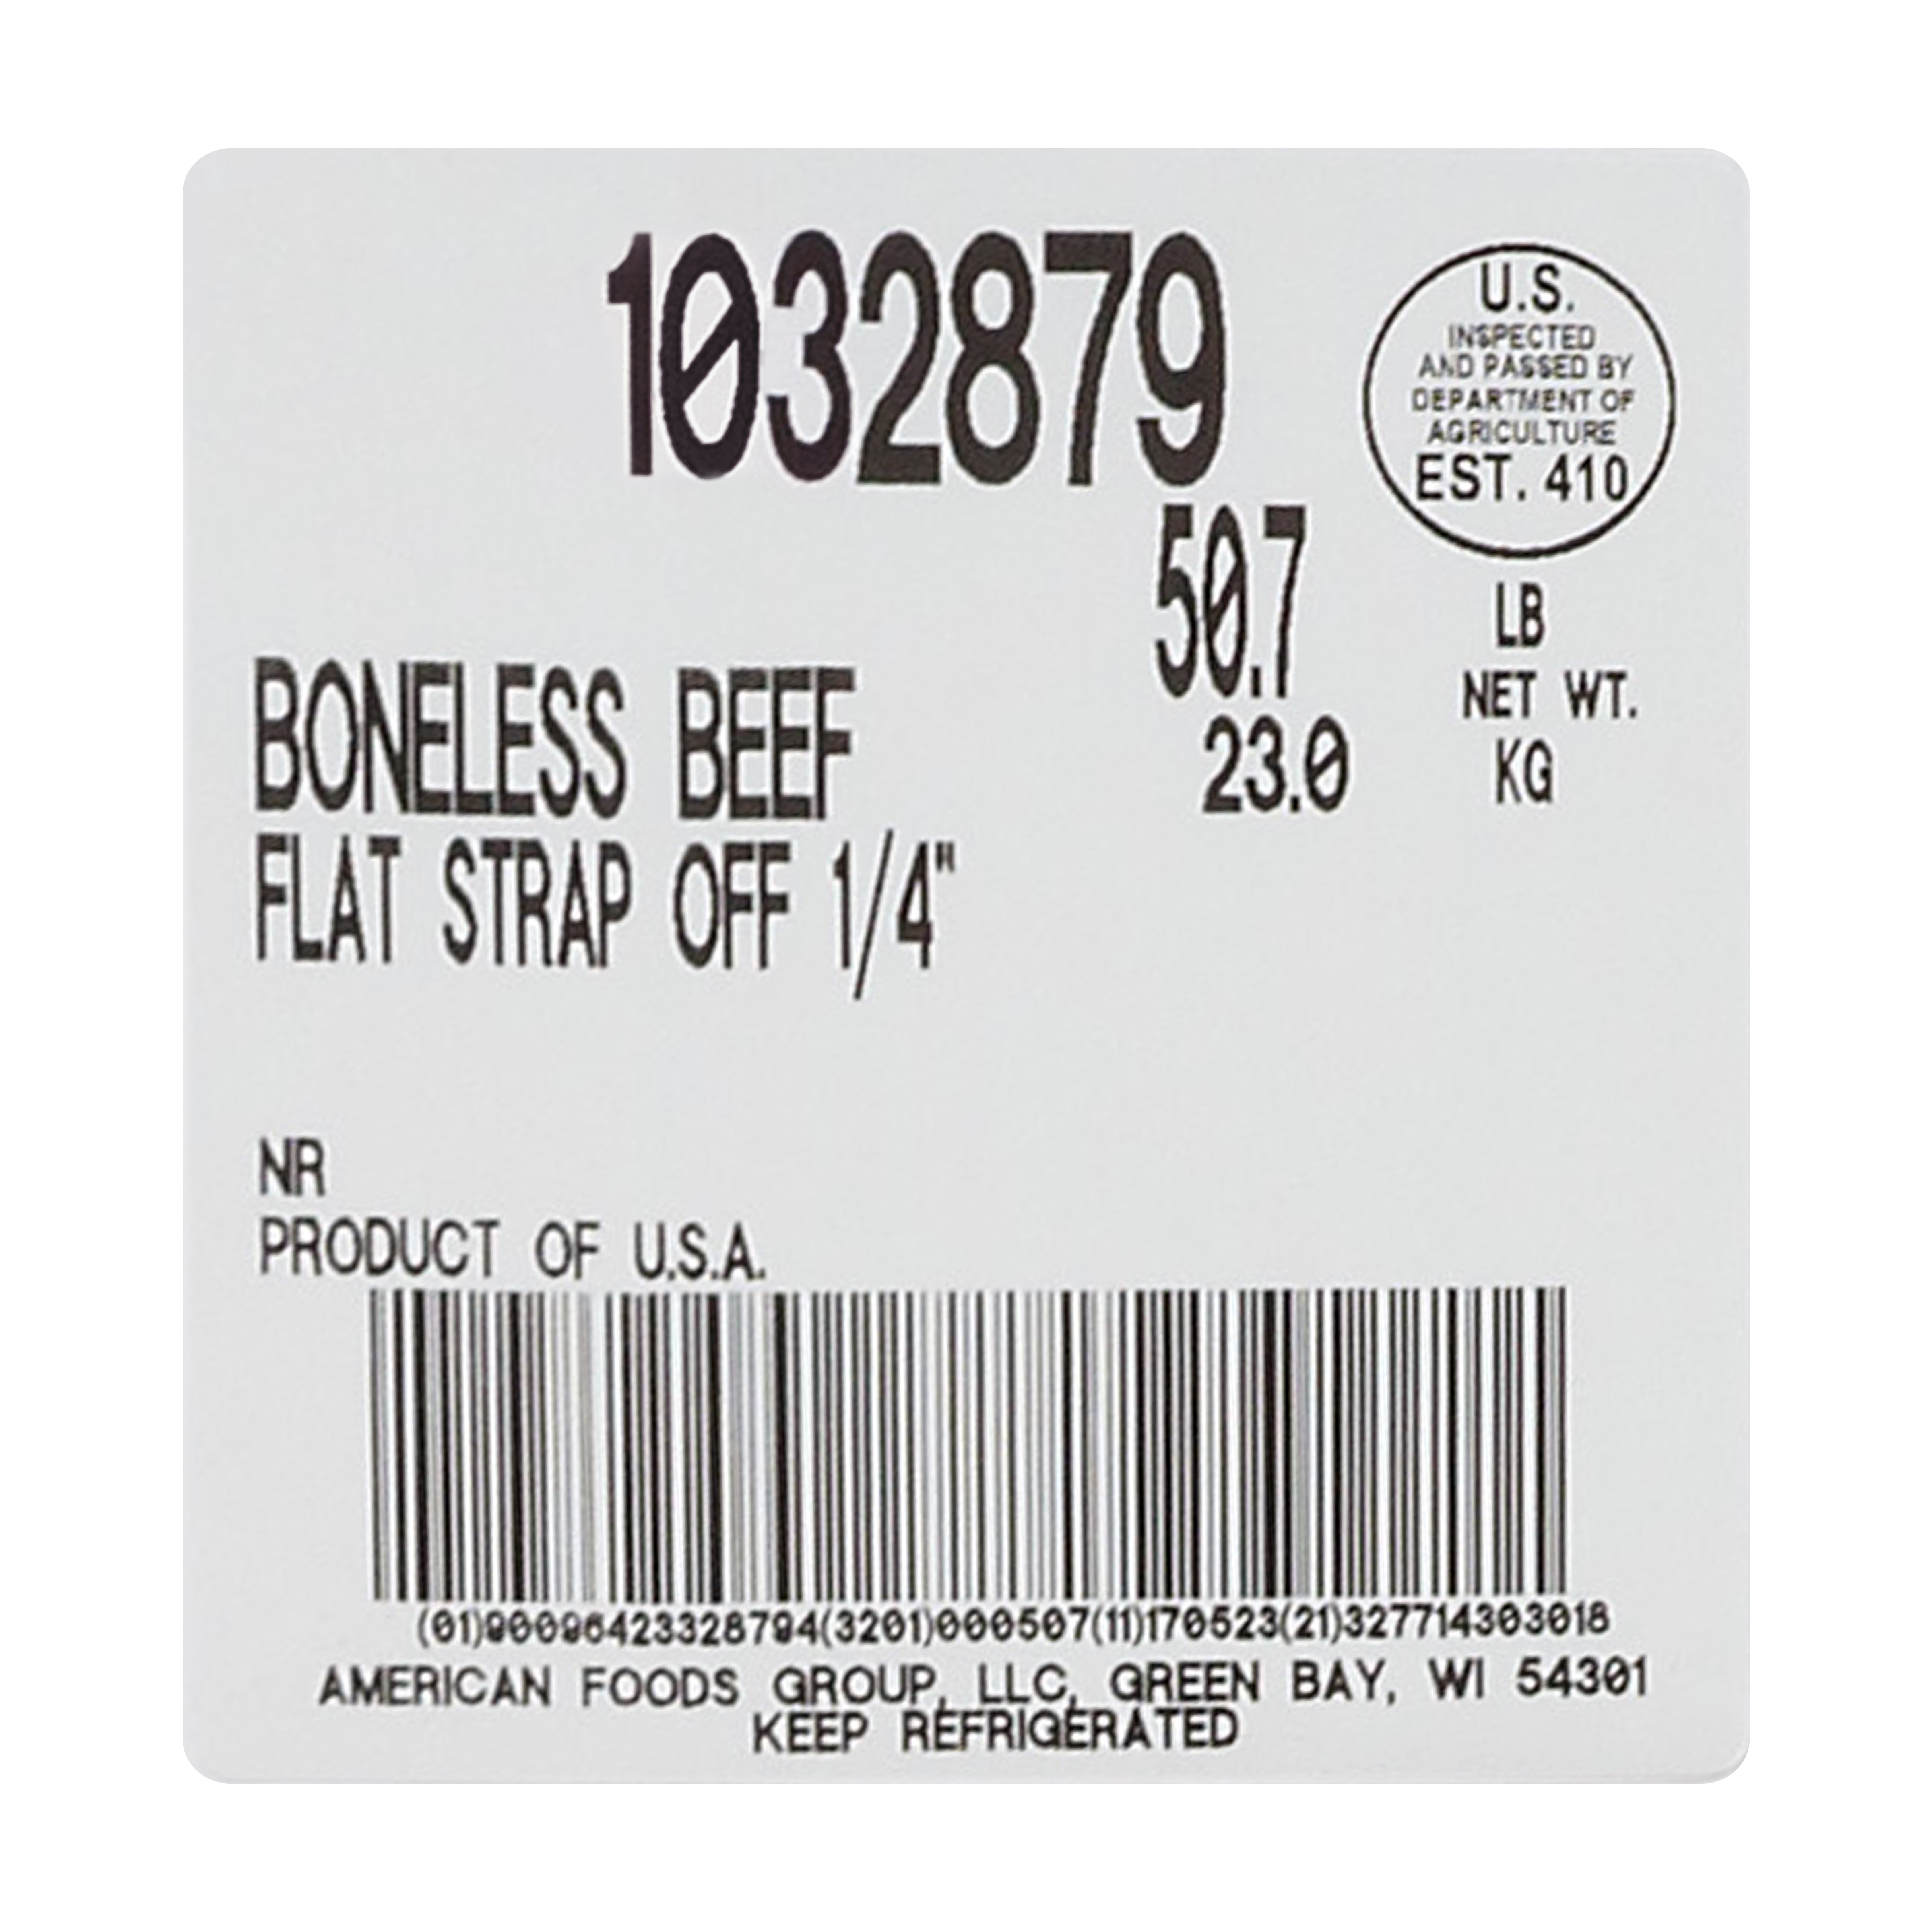 1032879
U.S.
INSPECTED
AND PASSED BY
DEPARTMENT OF
AGRICULTURE
EST. 410
50.7 LB
NET WT.
23.0 KG
BONELESS BEEF
FLAT STRAP OFF 1/4"
NR
PRODUCT OF U.S.A.
(01)90096423328794(3201)000507(11)170523(21)327714303018
AMERICAN FOODS GROUP, LLC, GREEN BAY, WI 54301
KEEP REFRIGERATED